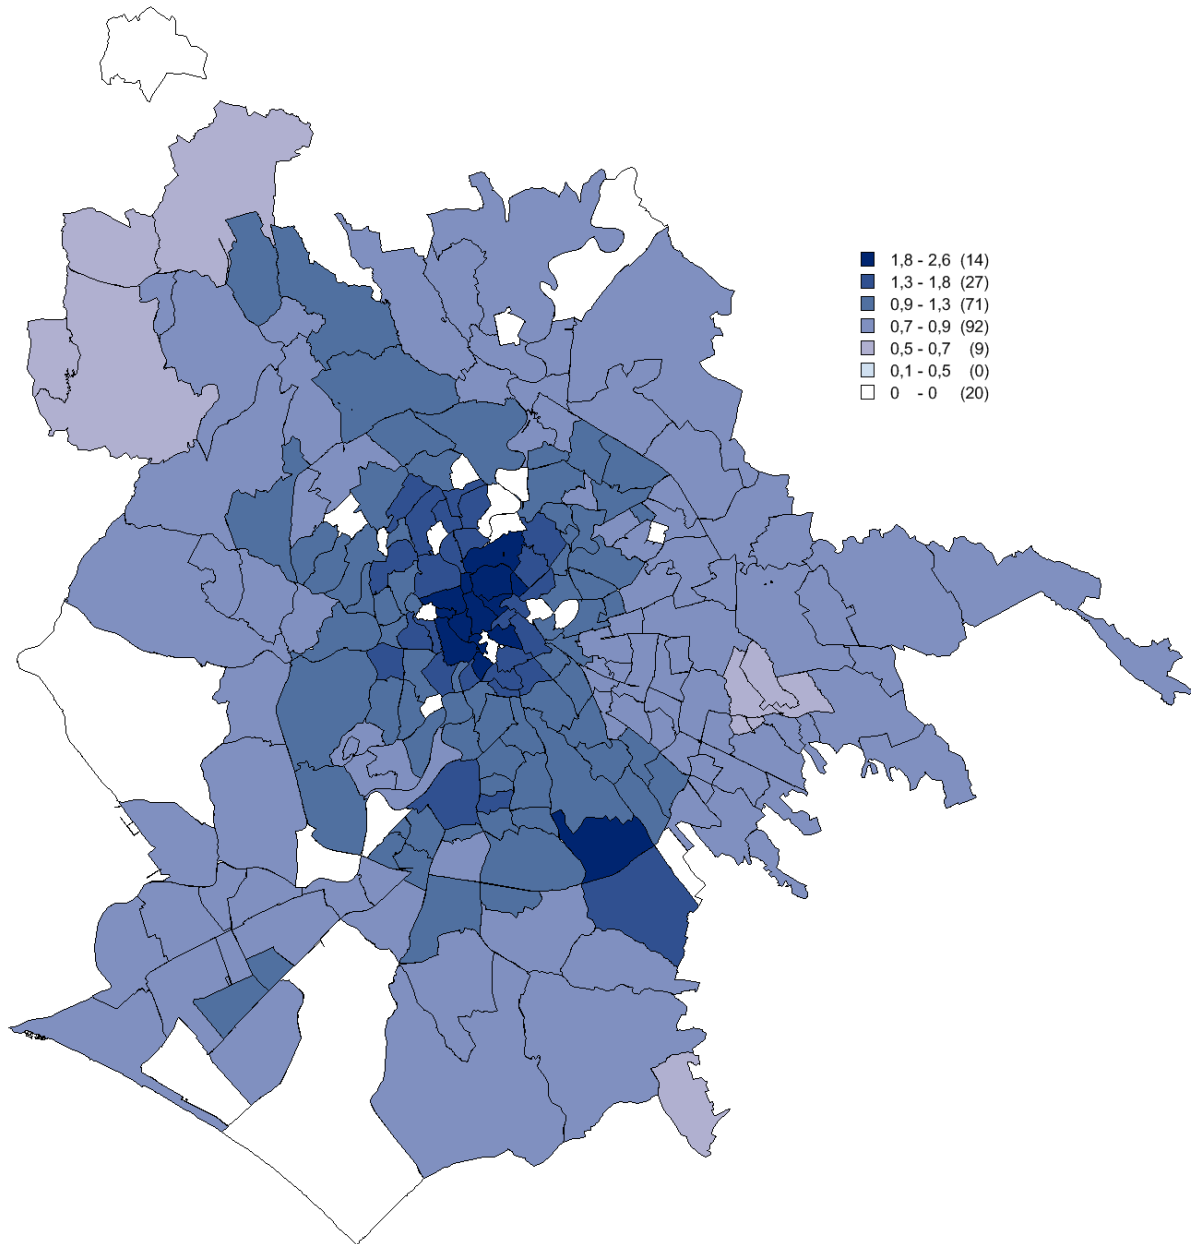 1,8 - 2,6 (14)
1,3 - 1,8 (27)
0,9 - 1,3 (71)
0,7 - 0,9 (92)
0,5 - 0,7 (9)
0,1 - 0,5 (0)
0 - 0 (20)